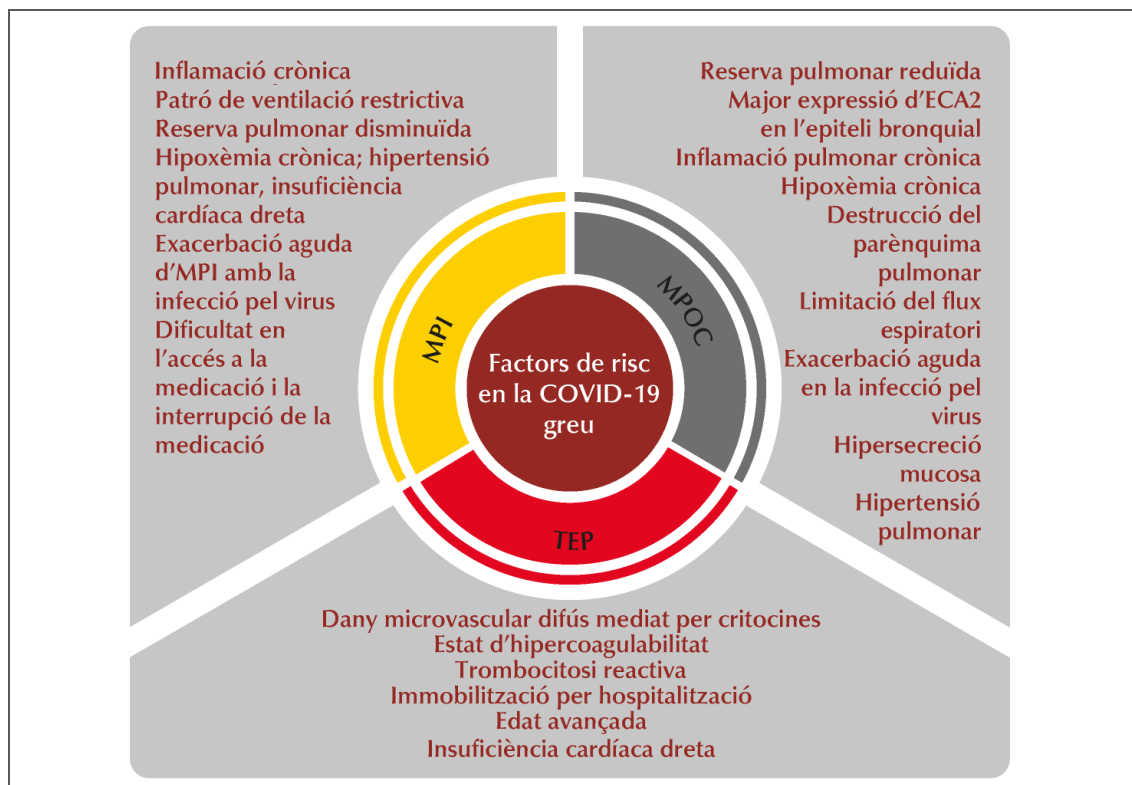 Inflamació crònica
Patró de ventilació restrictiva
Reserva pulmonar disminuïda
Hipoxèmia crònica; hipertensió
pulmonar, insuficiència
cardíaca dreta
Exacerbació aguda
d’MPI amb la
infecció pel virus
Dificultat en
l’accés a la
medicació i la
interrupció de la
medicació
Reserva pulmonar reduïda
Major expressió d’ECA2
en l’epiteli bronquial
Inflamació pulmonar crònica
Hipoxèmia crònica
Destrucció del
parènquima
pulmonar
Limitació del flux
espiratori
Exacerbació aguda
en la infecció pel
virus
Hipersecreció
mucosa
Hipertensió
pulmonar
MPI
MPOC
Factors de risc
en la COVID-19
greu
TEP
Dany microvascular difús mediat per critocines
Estat d’hipercoagulabilitat
Trombocitosi reactiva
Immobilització per hospitalització
Edat avançada
Insuficiència cardíaca dreta